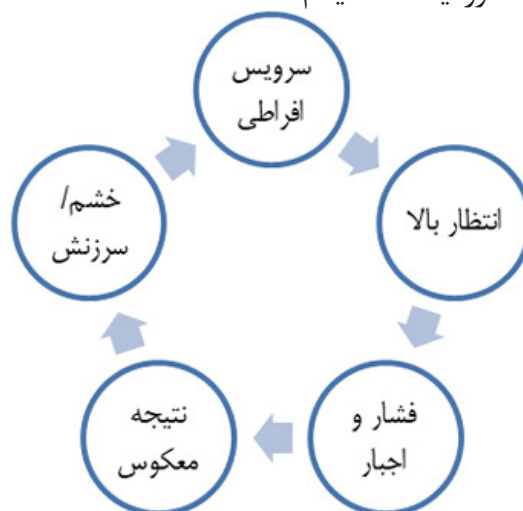 سرویس
افراطی
انتظار بالا
فشار و
اجبار
نتیجه
معکوس
خشم/
سرزنش